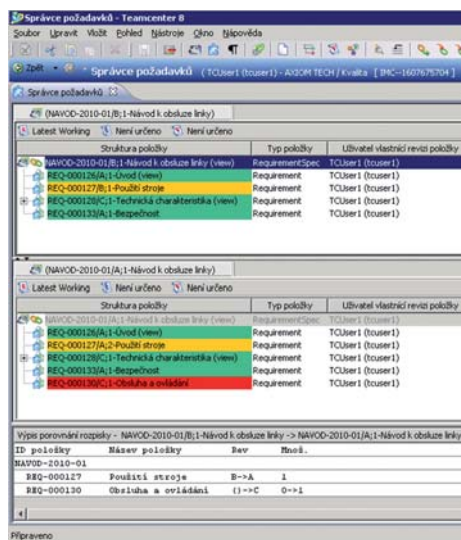 Správce požadavků - Teamcenter 8
Soubor Upravit Vložit Pohled Nástroje Okno Nápověda
Zpět Správce požadavků ( TCUser1 (tcuser1) - AXIOM TECH / Kvalita [ IMC--1607675704 ]
Správce požadavků
(NAVOD-2010-01/B;1-Návod k obsluze linky)
Latest Working Není určeno Není určeno
Struktura položky Typ položky Uživatel vlastnící revizi položky
NAVOD-2010-01/B;1-Návod k obsluze linky (view) RequirementSpec TCUser1 (tcuser1)
REQ-000126/A;1-Úvod (view) Requirement TCUser1 (tcuser1)
REQ-000127/B;1-Použití stroje Requirement TCUser1 (tcuser1)
REQ-000128/C;1-Technická charakteristika (view) Requirement TCUser1 (tcuser1)
REQ-000133/A;1-Bezpečnost Requirement TCUser1 (tcuser1)
(NAVOD-2010-01/A;1-Návod k obsluze linky)
Latest Working Není určeno Není určeno
Struktura položky Typ položky Uživatel vlastnící revizi položky
NAVOD-2010-01/A;1-Návod k obsluze linky (view) RequirementSpec TCUser1 (tcuser1)
REQ-000126/A;1-Úvod (view) Requirement TCUser1 (tcuser1)
REQ-000127/A;2-Použití stroje Requirement TCUser1 (tcuser1)
REQ-000128/C;1-Technická charakteristika (view) Requirement TCUser1 (tcuser1)
REQ-000133/A;1-Bezpečnost Requirement TCUser1 (tcuser1)
REQ-000130/C;1-Obsluha a ovládání Requirement TCUser1 (tcuser1)
Výpis porovnání rozpisky - NAVOD-2010-01/B;1-Návod k obsluze linky -> NAVOD-2010-01/A;1-Návod k obsluze linky
ID položky Název položky Rev Množ.
NAVOD-2010-01
REQ-000127 Použití stroje B->A 1
REQ-000130 Obsluha a ovládání ()->C 0->1
Připraveno